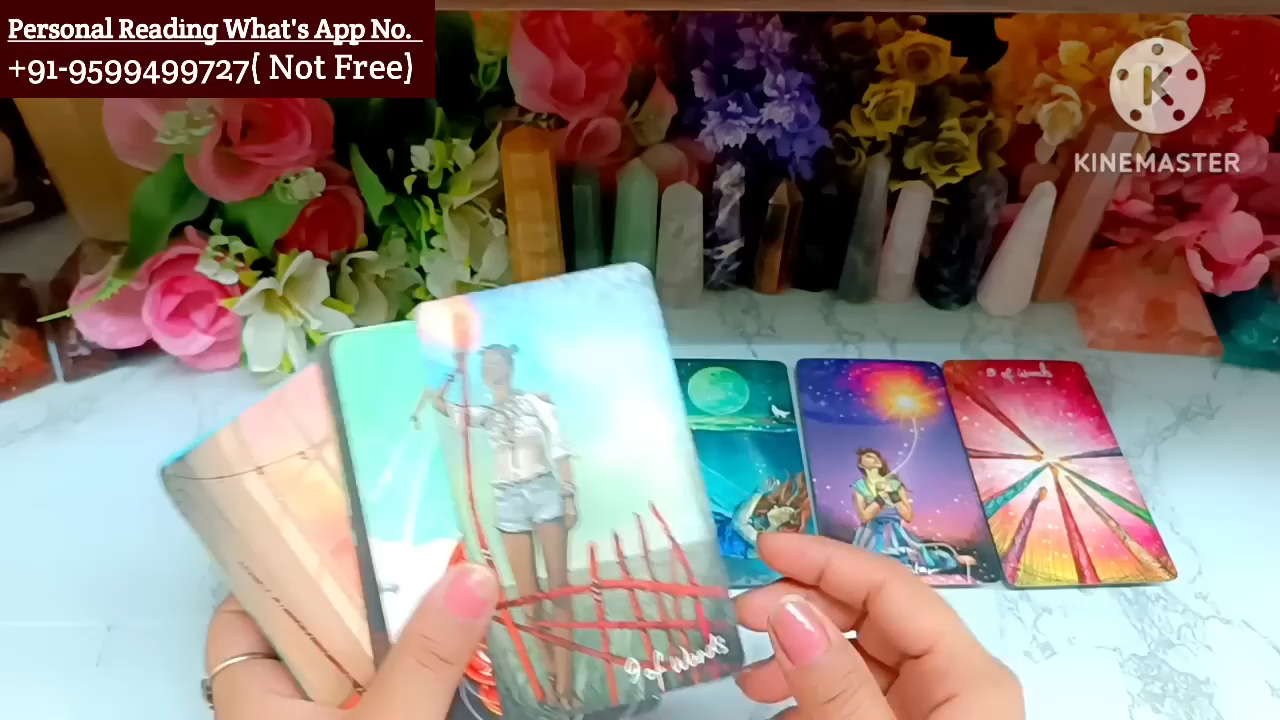 Personal Reading What's App No.
+91-9599499727( Not Free)
KINEMASTER
9 of wands